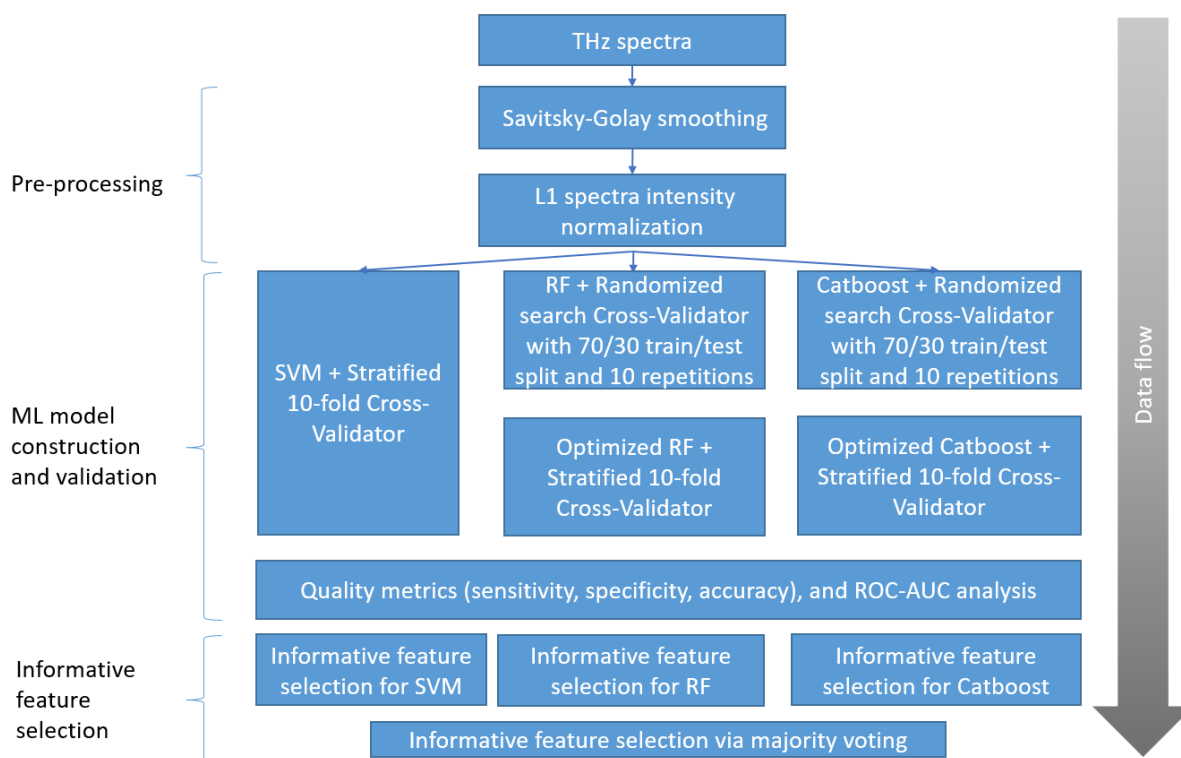 THz spectra
Savitsky-Golay smoothing
Pre-processing
L1 spectra intensity
normalization
RF + Randomized
search Cross-Validator
with 70/30 train/test
split and 10 repetitions
Catboost + Randomized
search Cross-Validator
with 70/30 train/test
split and 10 repetitions
SVM + Stratified
10-fold Cross-
Validator
ML model
construction
and validation
Optimized RF +
Stratified 10-fold
Cross-Validator
Optimized Catboost +
Stratified 10-fold Cross-
Validator
Data flow
Quality metrics (sensitivity, specificity, accuracy), and ROC-AUC analysis
Informative
feature
selection
Informative feature
selection for SVM
Informative feature
selection for RF
Informative feature
selection for Catboost
Informative feature selection via majority voting